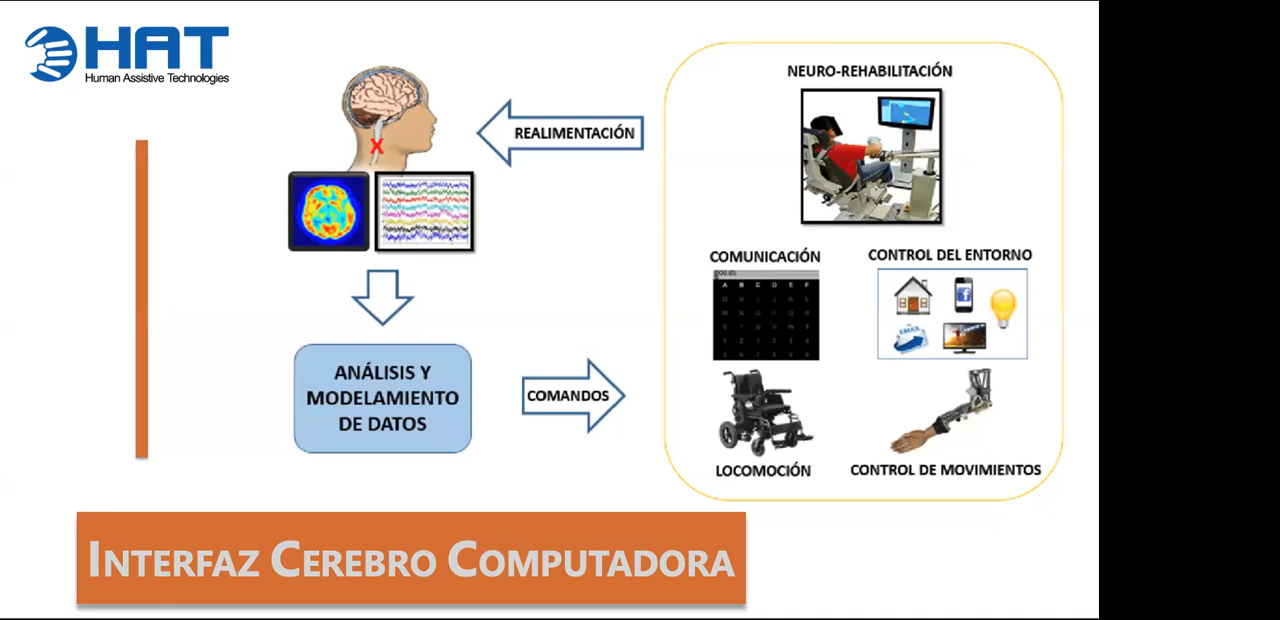 HAT
Human Assistive Technologies
NEURO-REHABILITACIÓN
REALIMENTACIÓN
X
COMUNICACIÓN
CONTROL DEL ENTORNO
A B C D E F
EMAIL
ANÁLISIS Y
MODELAMIENTO
DE DATOS
COMANDOS
LOCOMOCIÓN
CONTROL DE MOVIMIENTOS
INTERFAZ CEREBRO COMPUTADORA